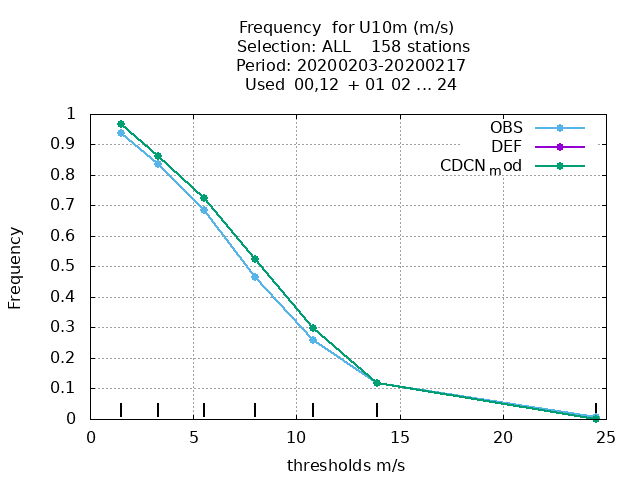 Frequency  for U10m (m/s)
Selection: ALL    158 stations
Period: 20200203-20200217
Used  00,12  + 01 02 ... 24
OBS
DEF
CDCN_mod
1
0.9
0.8
0.7
0.6
0.5
0.4
0.3
0.2
0.1
0
Frequency
0 5 10 15 20 25
thresholds m/s